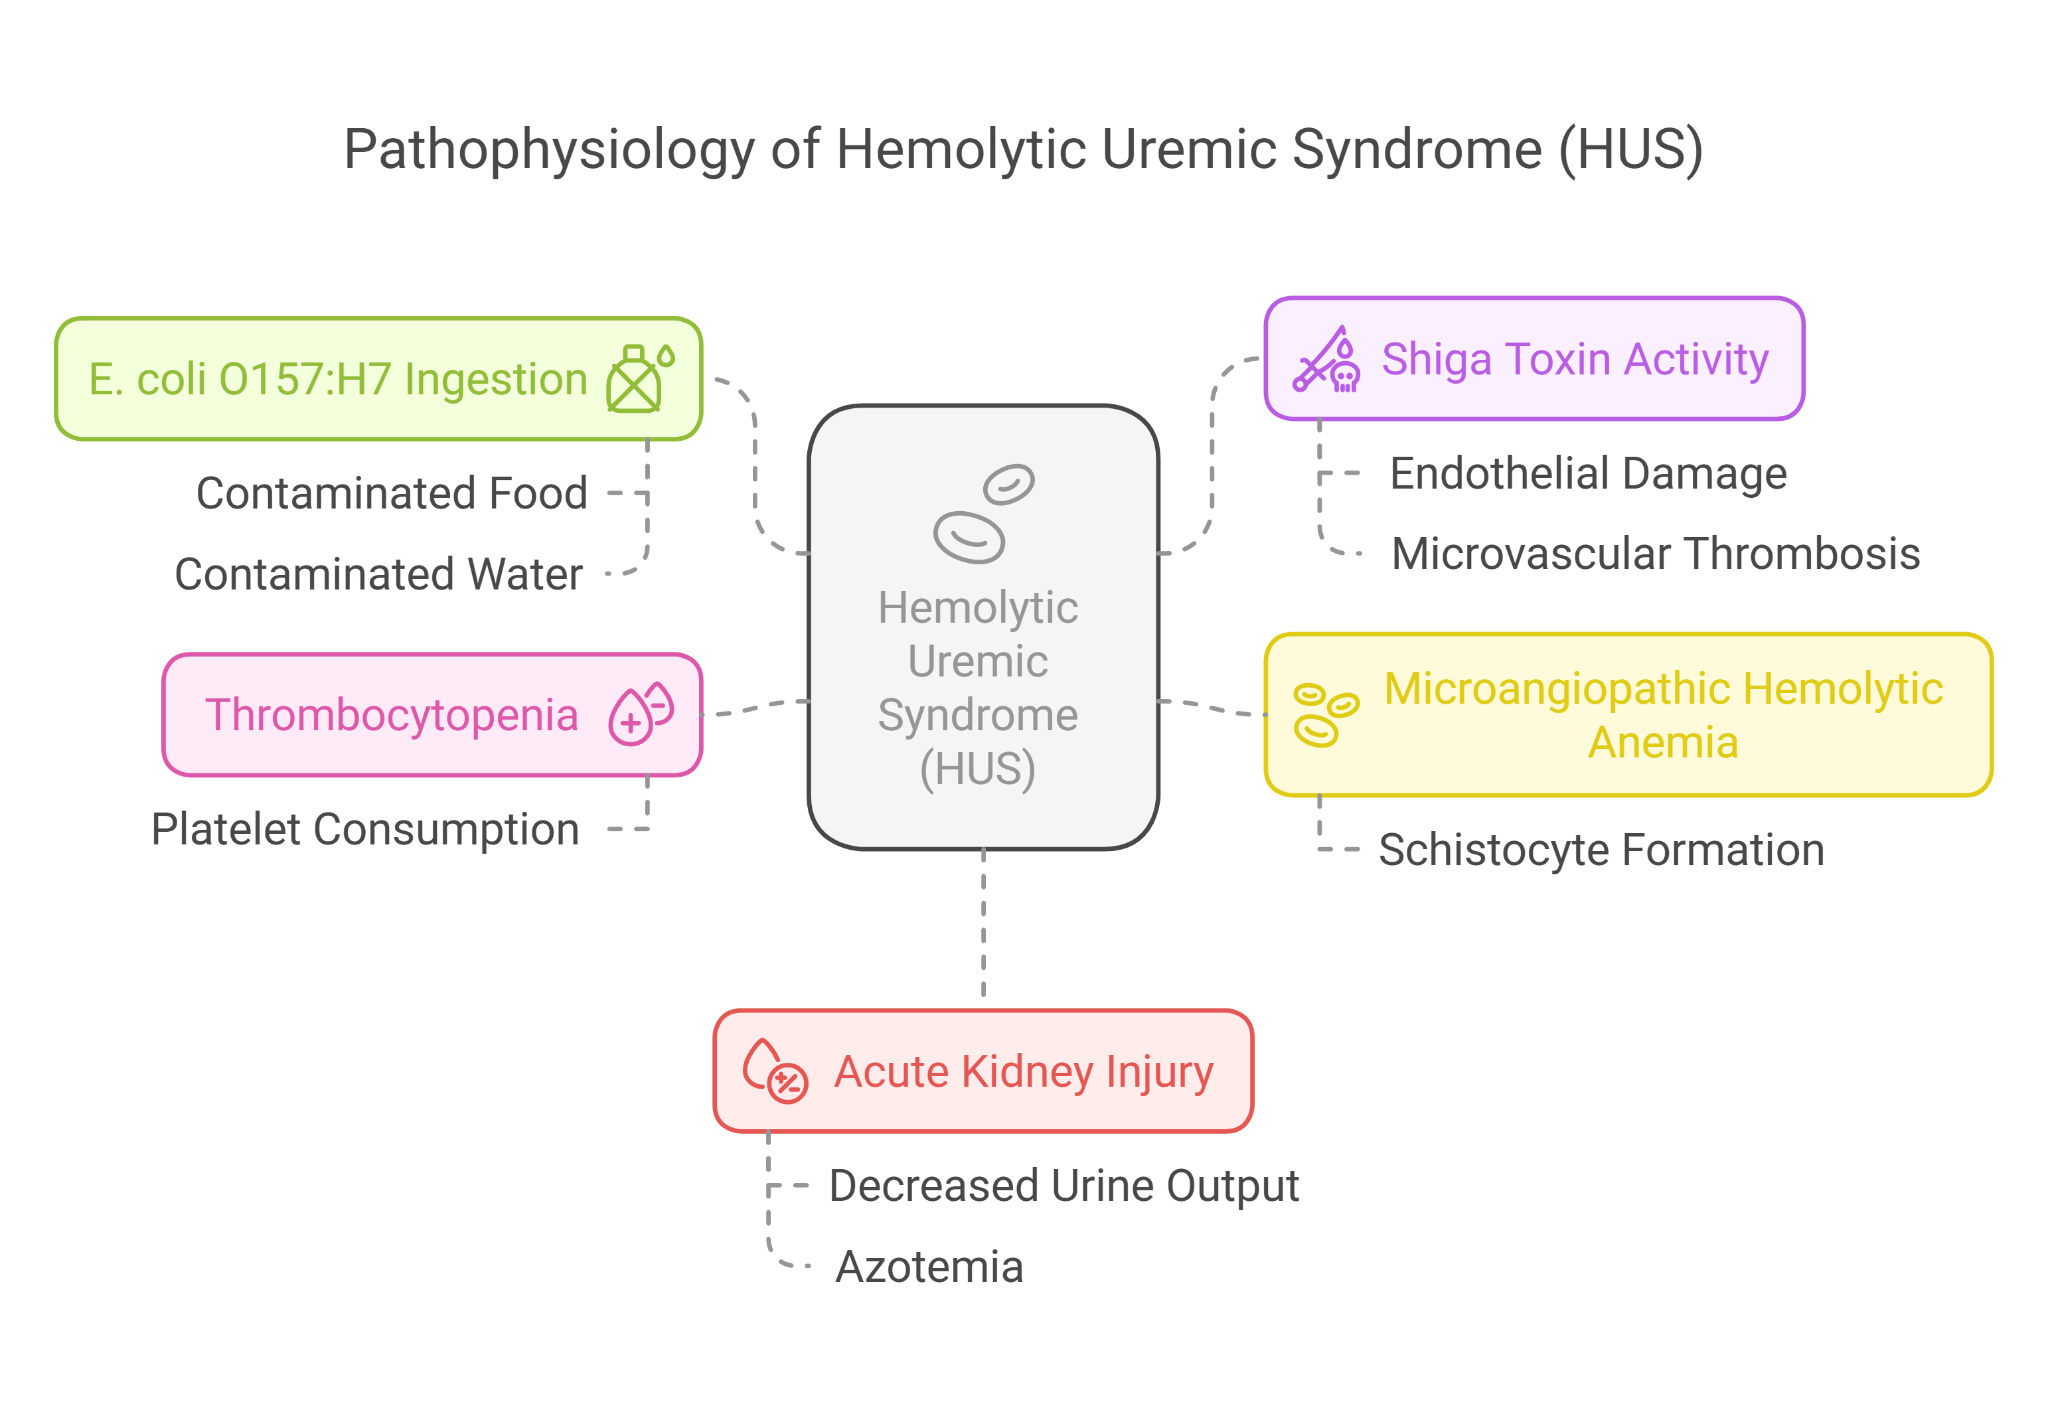 Pathophysiology of Hemolytic Uremic Syndrome (HUS)
E. coli O157:H7 Ingestion
Contaminated Food
Contaminated Water
Thrombocytopenia
Platelet Consumption
Hemolytic
Uremic
Syndrome
(HUS)
Shiga Toxin Activity
Endothelial Damage
Microvascular Thrombosis
Microangiopathic Hemolytic
Anemia
Schistocyte Formation
Acute Kidney Injury
Decreased Urine Output
Azotemia